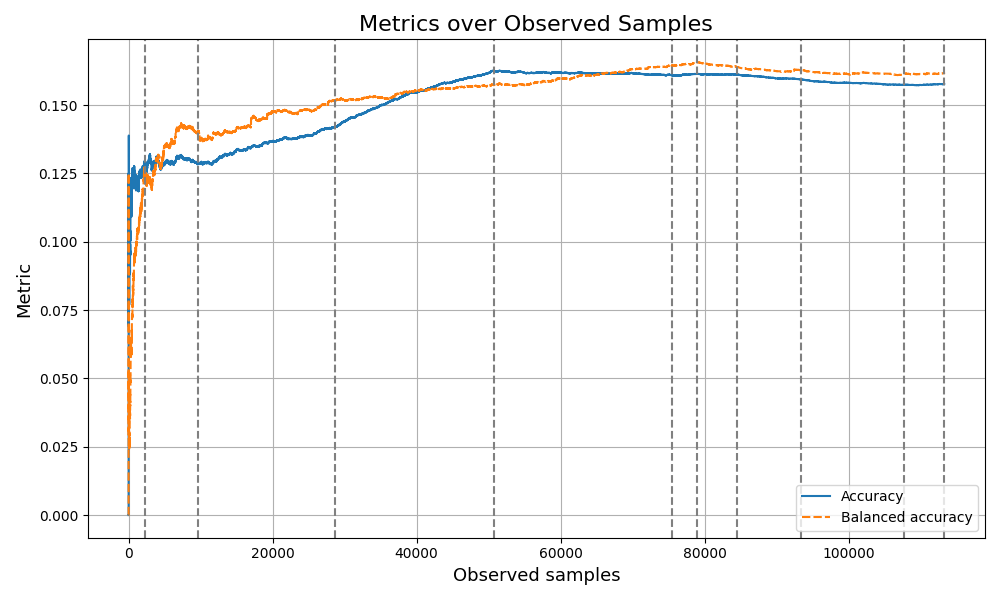 Metrics over Observed Samples
Metric
0.150
0.125
0.100
0.075
0.050
0.025
0.000
0
20000
40000
60000
80000
100000
Observed samples
Accuracy
Balanced accuracy